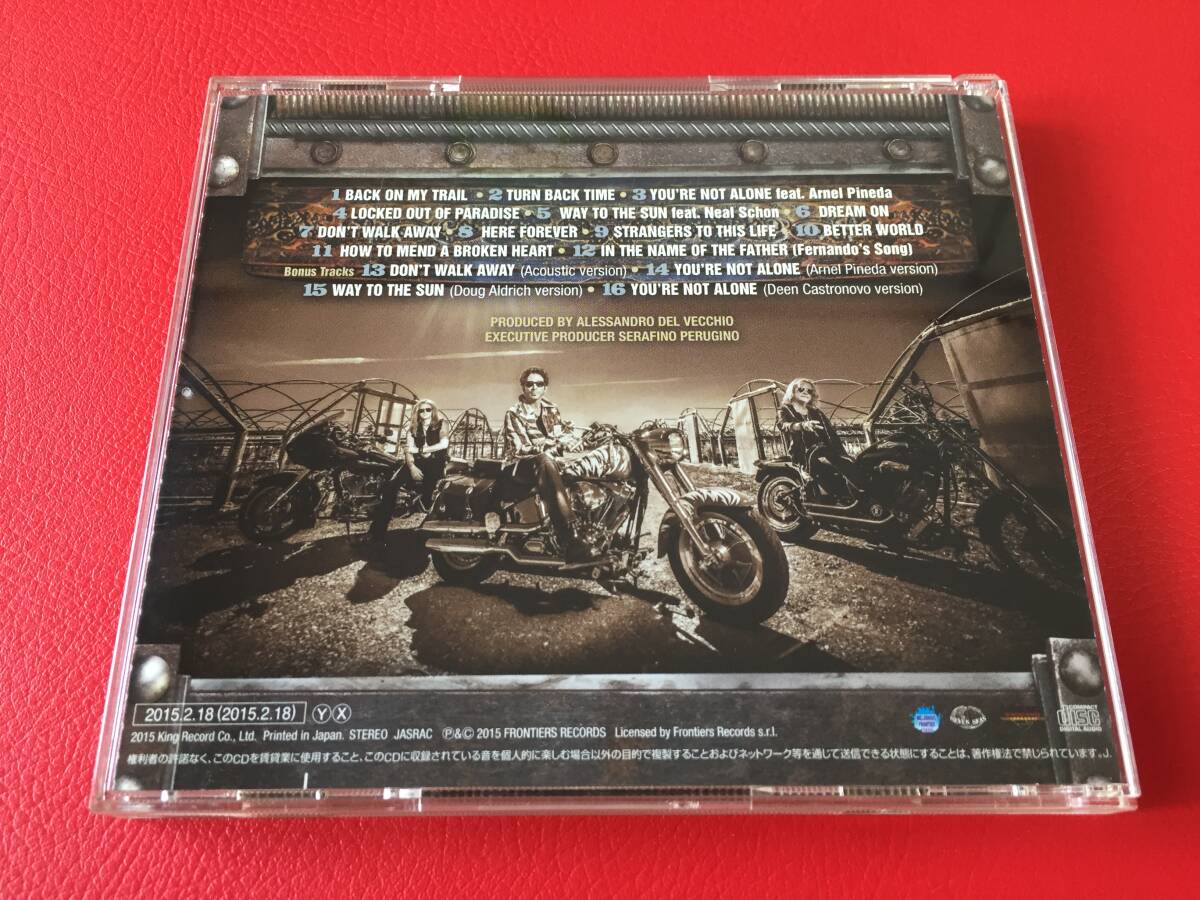 1 BACK ON MY TRAIL • 2 TURN BACK TIME • 3 YOU'RE NOT ALONE feat. Arnel Pineda
4 LOCKED OUT OF PARADISE • 5 WAY TO THE SUN feat. Neal Schon • 6 DREAM ON
7 DON'T WALK AWAY • 8 HERE FOREVER • 9 STRANGERS TO THIS LIFE • 10 BETTER WORLD
11 HOW TO MEND A BROKEN HEART • 12 IN THE NAME OF THE FATHER (Fernando's Song)
Bonus Tracks 13 DON'T WALK AWAY (Acoustic version) • 14 YOU'RE NOT ALONE (Arnel Pineda version)
15 WAY TO THE SUN (Doug Aldrich version) • 16 YOU'RE NOT ALONE (Deen Castronovo version)
PRODUCED BY ALESSANDRO DEL VECCHIO
EXECUTIVE PRODUCER SERAFINO PERUGINO
2015.2.18 (2015.2.18) Ⓨ Ⓧ
2015 King Record Co., Ltd. Printed in Japan. STEREO JASRAC ℗&© 2015 FRONTIERS RECORDS Licensed by Frontiers Records s.r.l.
COMPACT
DISC
DIGITAL AUDIO
権利者の許諾なく、このCDを賃貸業に使用すること、このCDに収録されている音を個人的に楽しむ場合以外の目的で複製することおよびネットワーク等を通じて送信できる状態にすることは、著作権法で禁じられています。J.